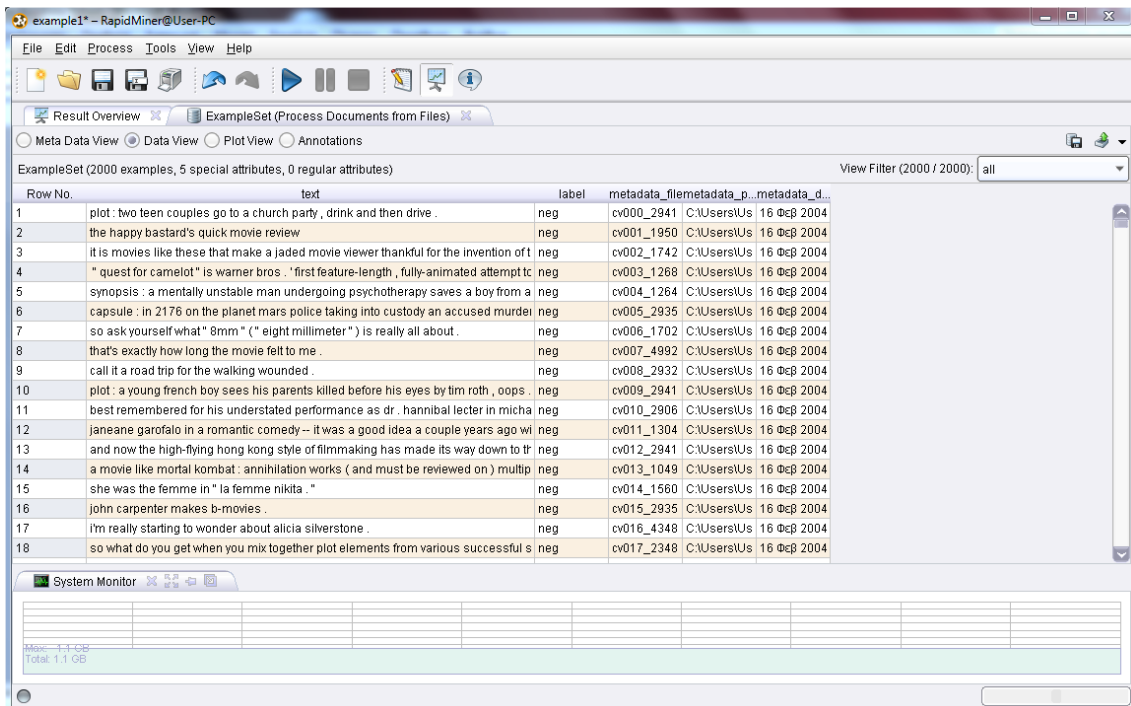 example1* – RapidMiner@User-PC
File Edit Process Tools View Help
Result Overview ExampleSet (Process Documents from Files)
Meta Data View Data View Plot View Annotations
ExampleSet (2000 examples, 5 special attributes, 0 regular attributes) View Filter (2000 / 2000): all
Row No. text label metadata_file metadata_p... metadata_d...
1 plot : two teen couples go to a church party , drink and then drive . neg cv000_2941 C:\Users\Us 16 Φεβ 2004
2 the happy bastard's quick movie review neg cv001_1950 C:\Users\Us 16 Φεβ 2004
3 it is movies like these that make a jaded movie viewer thankful for the invention of t neg cv002_1742 C:\Users\Us 16 Φεβ 2004
4 " quest for camelot " is warner bros . ' first feature-length , fully-animated attempt to neg cv003_1268 C:\Users\Us 16 Φεβ 2004
5 synopsis : a mentally unstable man undergoing psychotherapy saves a boy from a neg cv004_1264 C:\Users\Us 16 Φεβ 2004
6 capsule : in 2176 on the planet mars police taking into custody an accused murder neg cv005_2935 C:\Users\Us 16 Φεβ 2004
7 so ask yourself what " 8mm " ( " eight millimeter " ) is really all about . neg cv006_1702 C:\Users\Us 16 Φεβ 2004
8 that's exactly how long the movie felt to me . neg cv007_4992 C:\Users\Us 16 Φεβ 2004
9 call it a road trip for the walking wounded . neg cv008_2932 C:\Users\Us 16 Φεβ 2004
10 plot : a young french boy sees his parents killed before his eyes by tim roth , oops . neg cv009_2941 C:\Users\Us 16 Φεβ 2004
11 best remembered for his understated performance as dr . hannibal lecter in micha neg cv010_2906 C:\Users\Us 16 Φεβ 2004
12 janeane garofalo in a romantic comedy -- it was a good idea a couple years ago wi neg cv011_1304 C:\Users\Us 16 Φεβ 2004
13 and now the high-flying hong kong style of filmmaking has made its way down to th neg cv012_2941 C:\Users\Us 16 Φεβ 2004
14 a movie like mortal kombat : annihilation works ( and must be reviewed on ) multip neg cv013_1049 C:\Users\Us 16 Φεβ 2004
15 she was the femme in " la femme nikita . " neg cv014_1560 C:\Users\Us 16 Φεβ 2004
16 john carpenter makes b-movies . neg cv015_2935 C:\Users\Us 16 Φεβ 2004
17 i'm really starting to wonder about alicia silverstone . neg cv016_4348 C:\Users\Us 16 Φεβ 2004
18 so what do you get when you mix together plot elements from various successful s neg cv017_2348 C:\Users\Us 16 Φεβ 2004
System Monitor
Max: 1.1 GB
Total: 1.1 GB